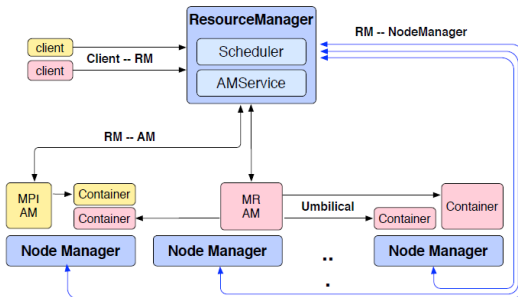 ResourceManager
RM -- NodeManager
client
Client -- RM
Scheduler
client
AMService
RM -- AM
MPI
AM
Container
Container
MR
AM
Umbilical
Container
Container
Node Manager
Node Manager
..
.
Node Manager